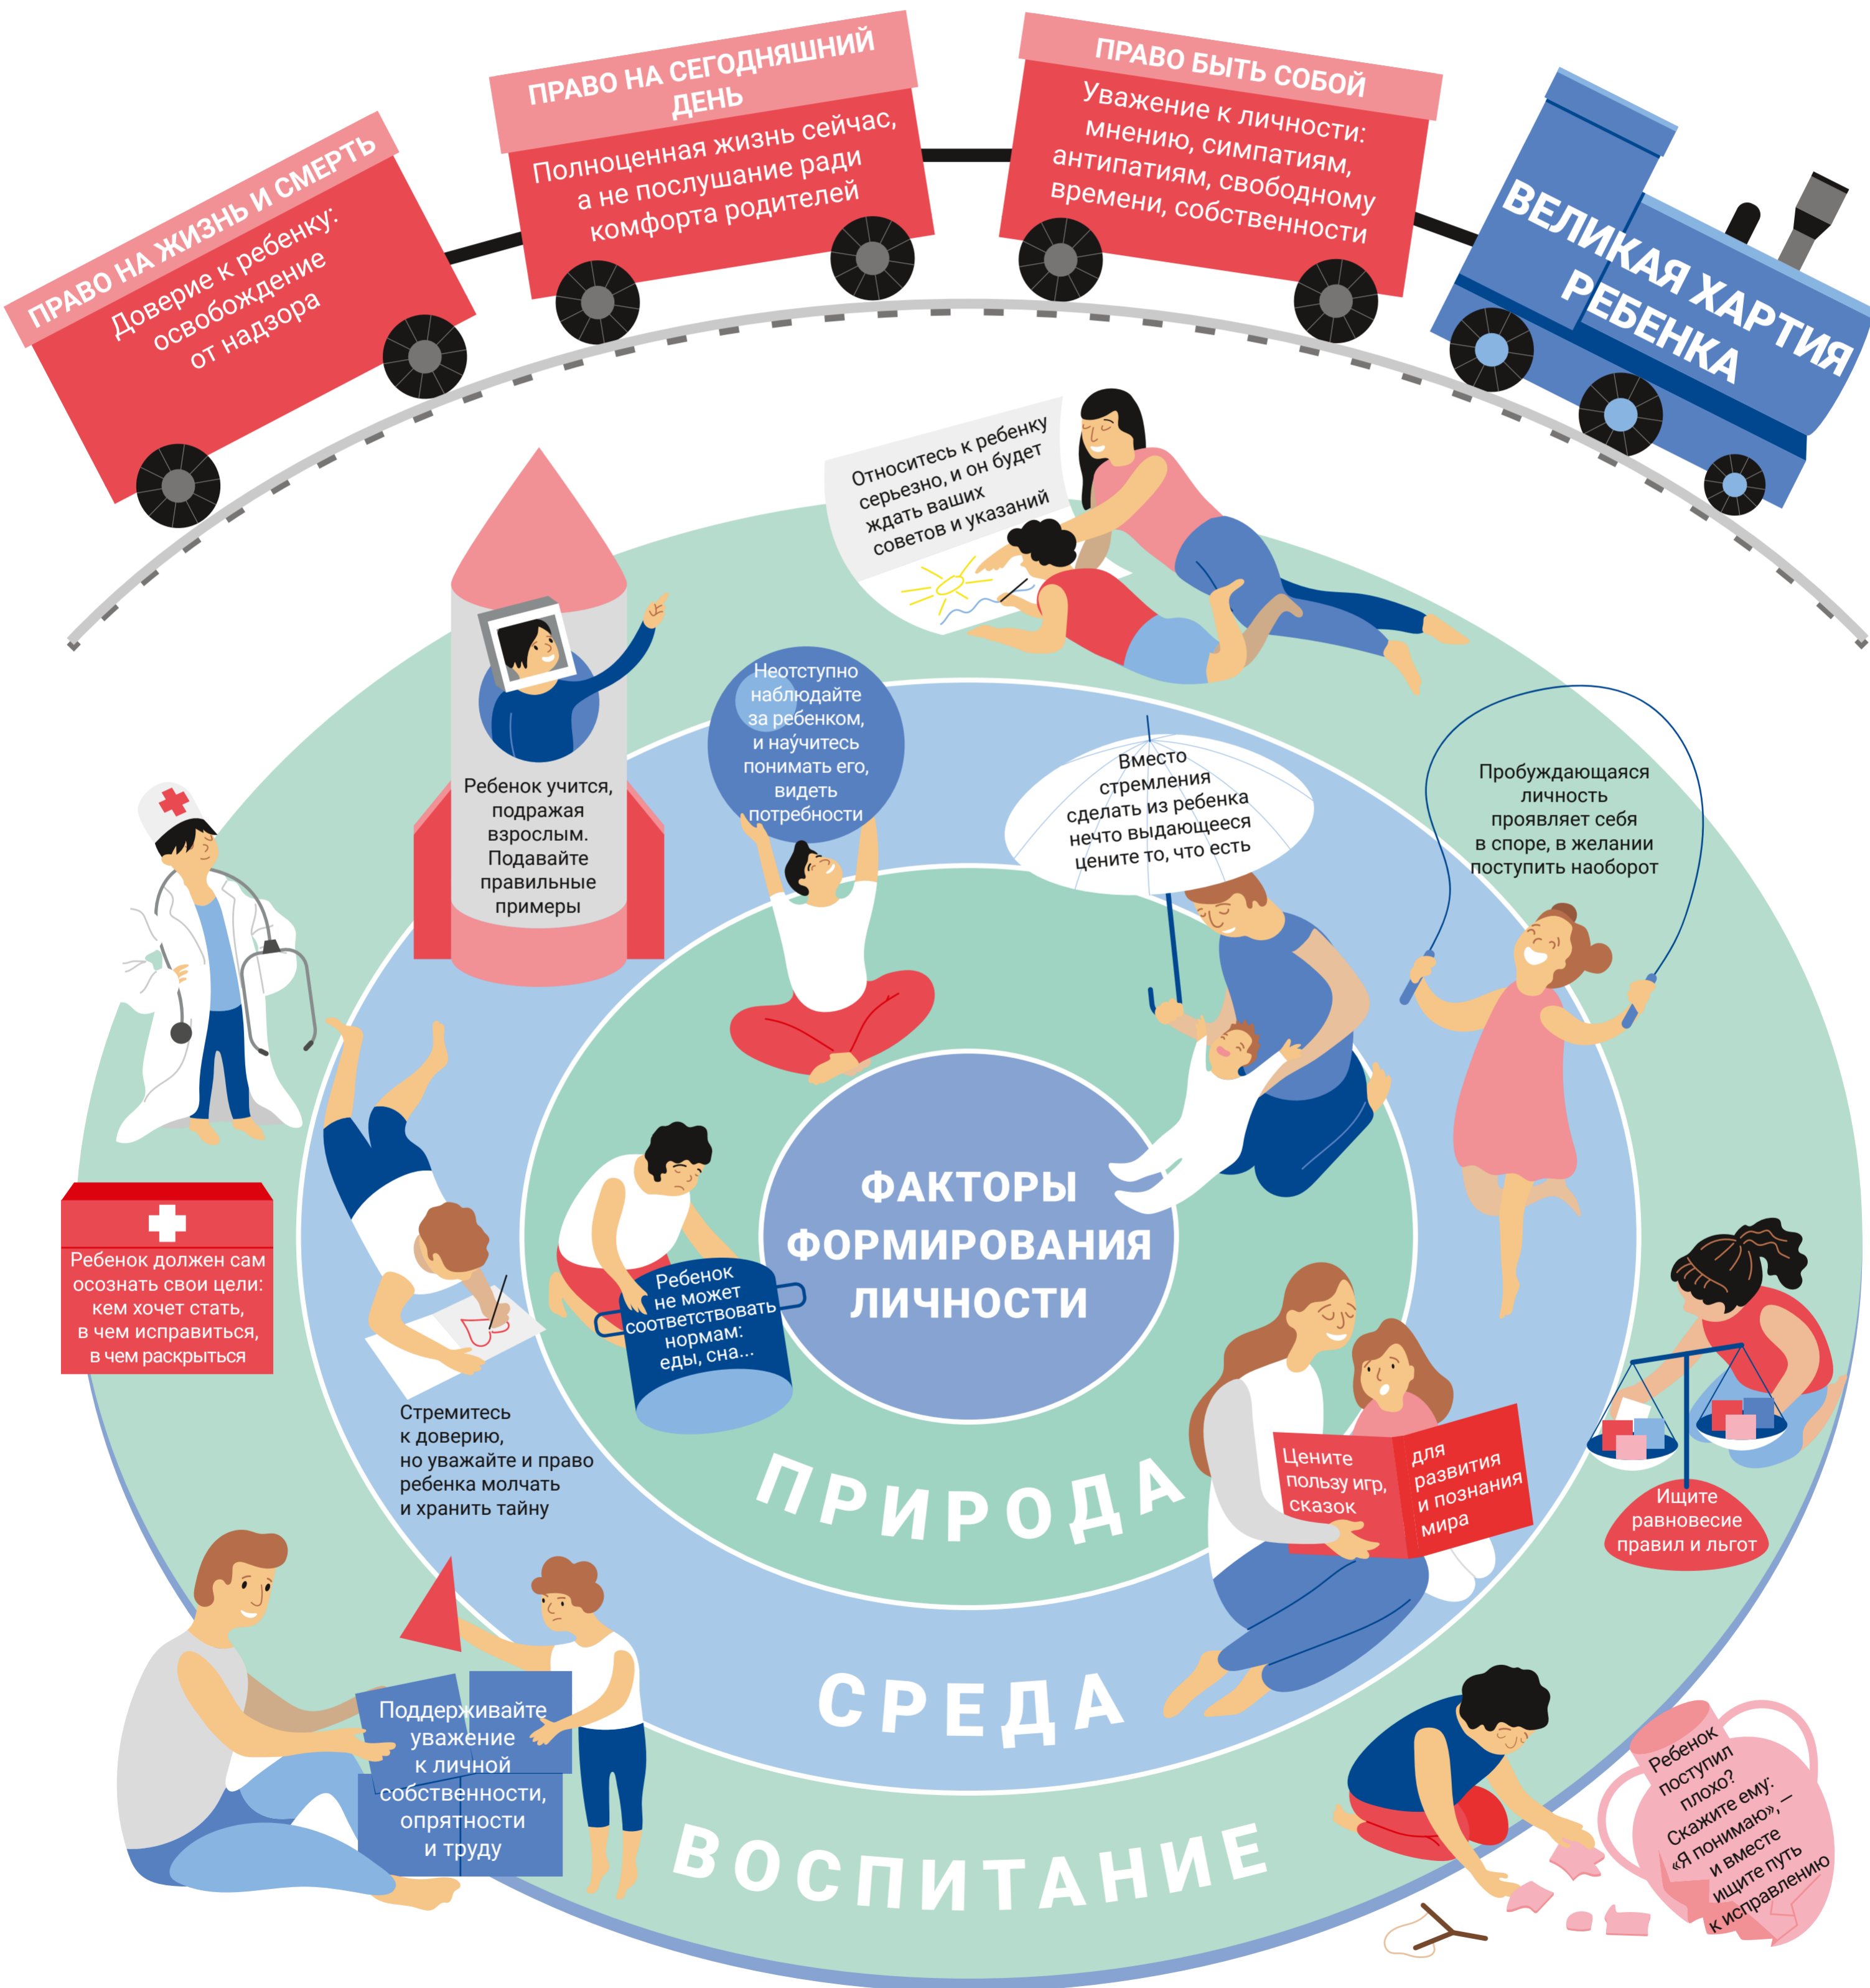 ПРАВО НА ЖИЗНЬ И СМЕРТЬ
Доверие к ребенку:
освобождение
от надзора
ПРАВО НА СЕГОДНЯШНИЙ
ДЕНЬ
Полноценная жизнь сейчас,
а не послушание ради
комфорта родителей
ПРАВО БЫТЬ СОБОЙ
Уважение к личности:
мнению, симпатиям,
антипатиям, свободному
времени, собственности
ВЕЛИКАЯ ХАРТИЯ
РЕБЕНКА
Относитесь к ребенку
серьезно, и он будет
ждать ваших
советов и указаний
Ребенок учится,
подражая
взрослым.
Подавайте
правильные
примеры
Неотступно
наблюдайте
за ребенком,
и нау́читесь
понимать его,
видеть
потребности
Вместо
стремления
сделать из ребенка
нечто выдающееся
цените то, что есть
Пробуждающаяся
личность
проявляет себя
в споре, в желании
поступить наоборот
Ребенок должен сам
осознать свои цели:
кем хочет стать,
в чем исправиться,
в чем раскрыться
Ребенок
не может
соответствовать
нормам:
еды, сна...
ФАКТОРЫ
ФОРМИРОВАНИЯ
ЛИЧНОСТИ
Стремитесь
к доверию,
но уважайте и право
ребенка молчать
и хранить тайну
Цените
пользу игр,
сказок
для
развития
и познания
мира
Ищите
равновесие
правил и льгот
ПРИРОДА
СРЕДА
ВОСПИТАНИЕ
Поддерживайте
уважение
к личной
собственности,
опрятности
и труду
Ребенок
поступил
плохо?
Скажите ему:
«Я понимаю», —
и вместе
ищите путь
к исправлению